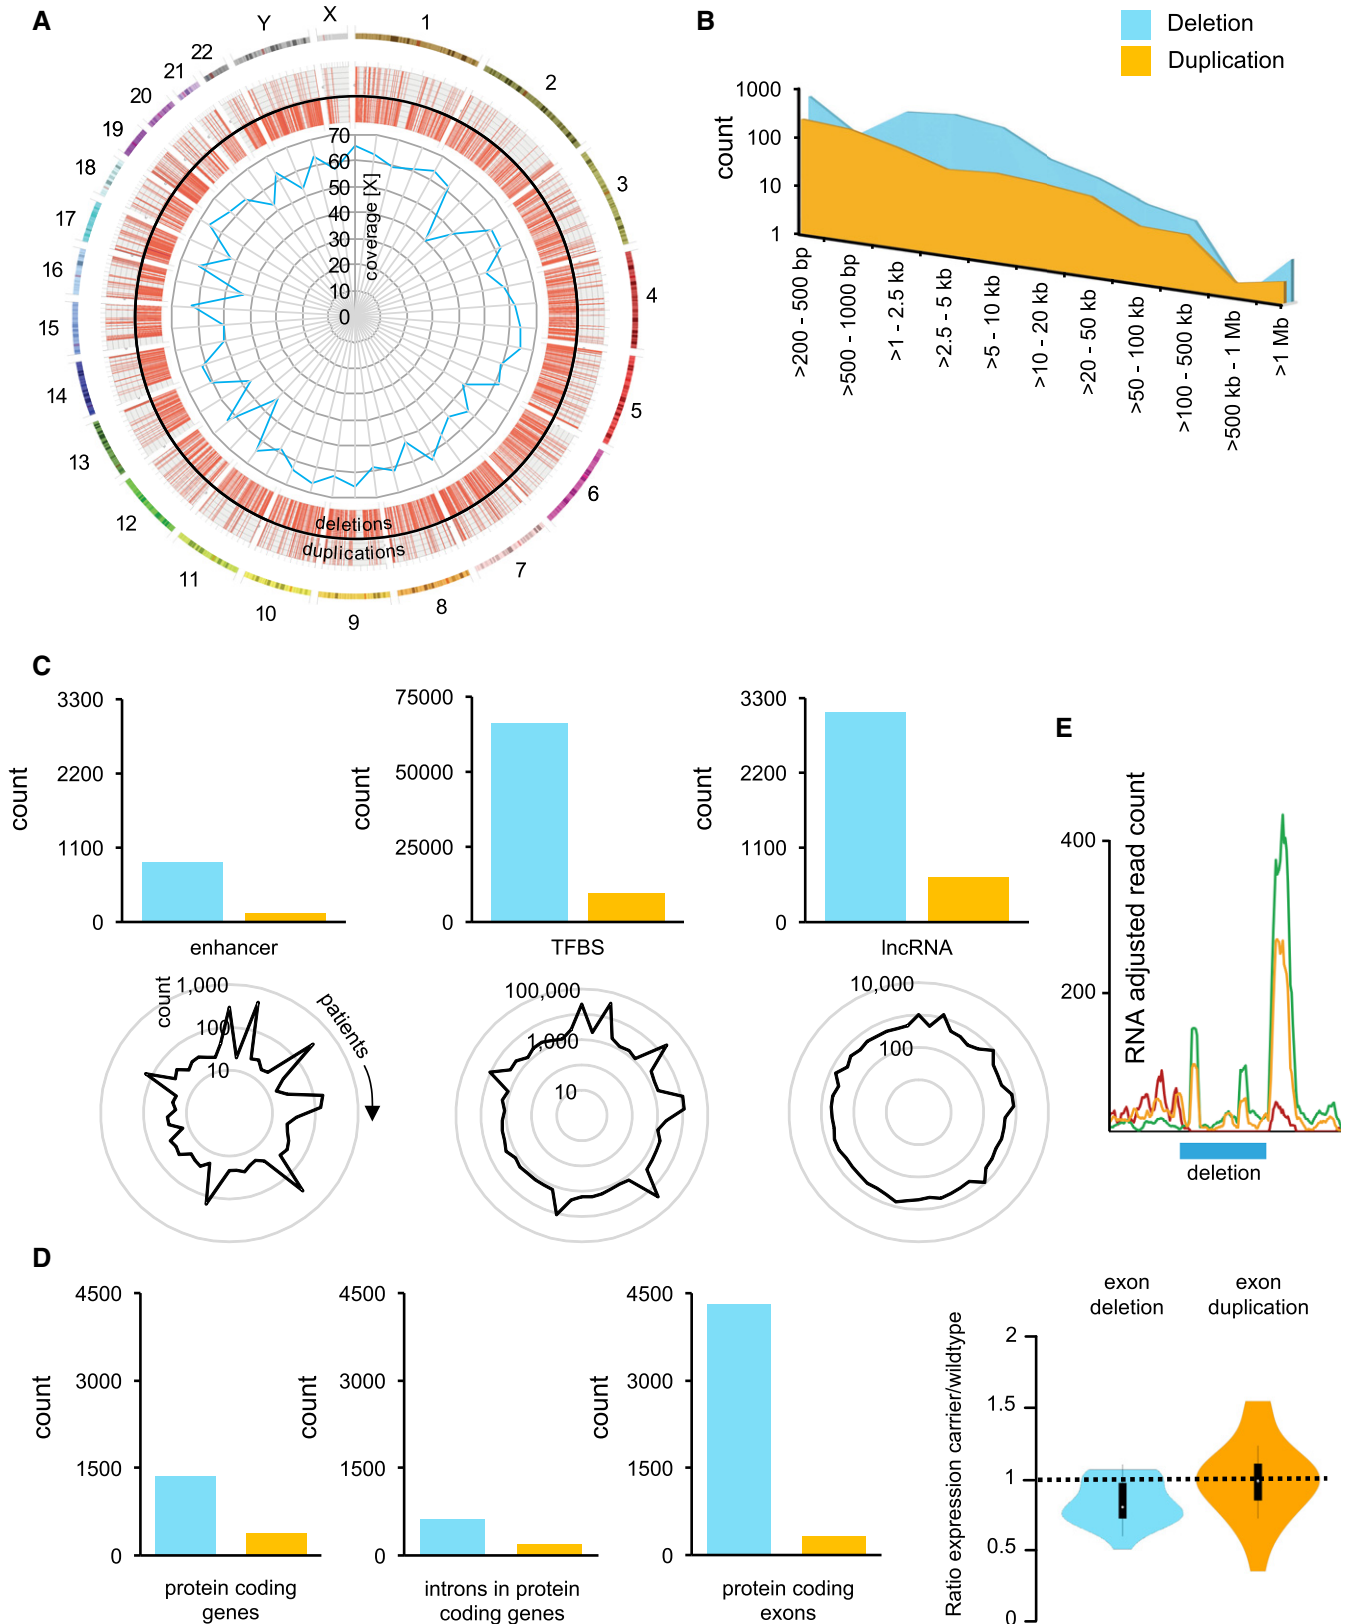 A
X
1
2
3
4
5
6
7
8
9
10
11
12
13
14
15
16
17
18
19
20
21
22
Y
70
60
50
40
30
20
10
0
coverage [X]
deletions
duplications
B
Deletion
Duplication
count
1000
100
10
1
>200 - 500 bp
>500 - 1000 bp
>1 - 2.5 kb
>2.5 - 5 kb
>5 - 10 kb
>10 - 20 kb
>20 - 50 kb
>50 - 100 kb
>100 - 500 kb
>500 kb - 1 Mb
>1 Mb
C
count
3300
2200
1100
0
enhancer
count
75000
50000
25000
0
TFBS
count
3300
2200
1100
0
lncRNA
count
1,000
100
10
patients
100,000
1,000
10
10,000
100
E
RNA adjusted read count
400
200
deletion
D
count
4500
3000
1500
0
protein coding
genes
count
4500
3000
1500
0
introns in protein
coding genes
count
4500
3000
1500
0
protein coding
exons
exon
deletion
exon
duplication
Ratio expression carrier/wildtype
2
1.5
1
0.5
0